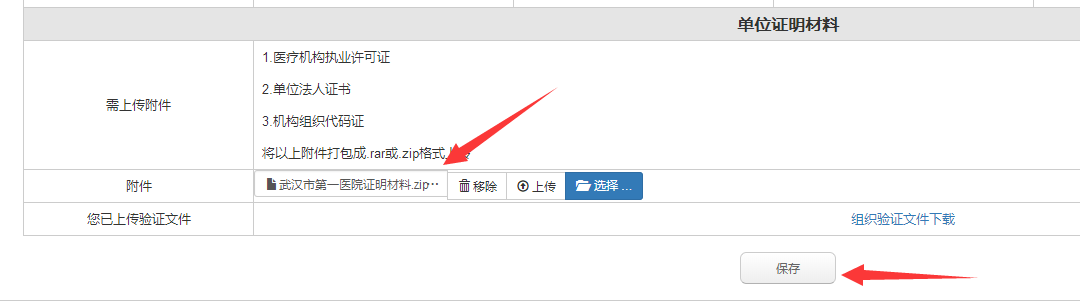 单位证明材料
需上传附件
1.医疗机构执业许可证
2.单位法人证书
3.机构组织代码证
将以上附件打包成.rar或.zip格式
附件
武汉市第一医院证明材料.zip…
移除
上传
选择 ...
您已上传验证文件
组织验证文件下载
保存